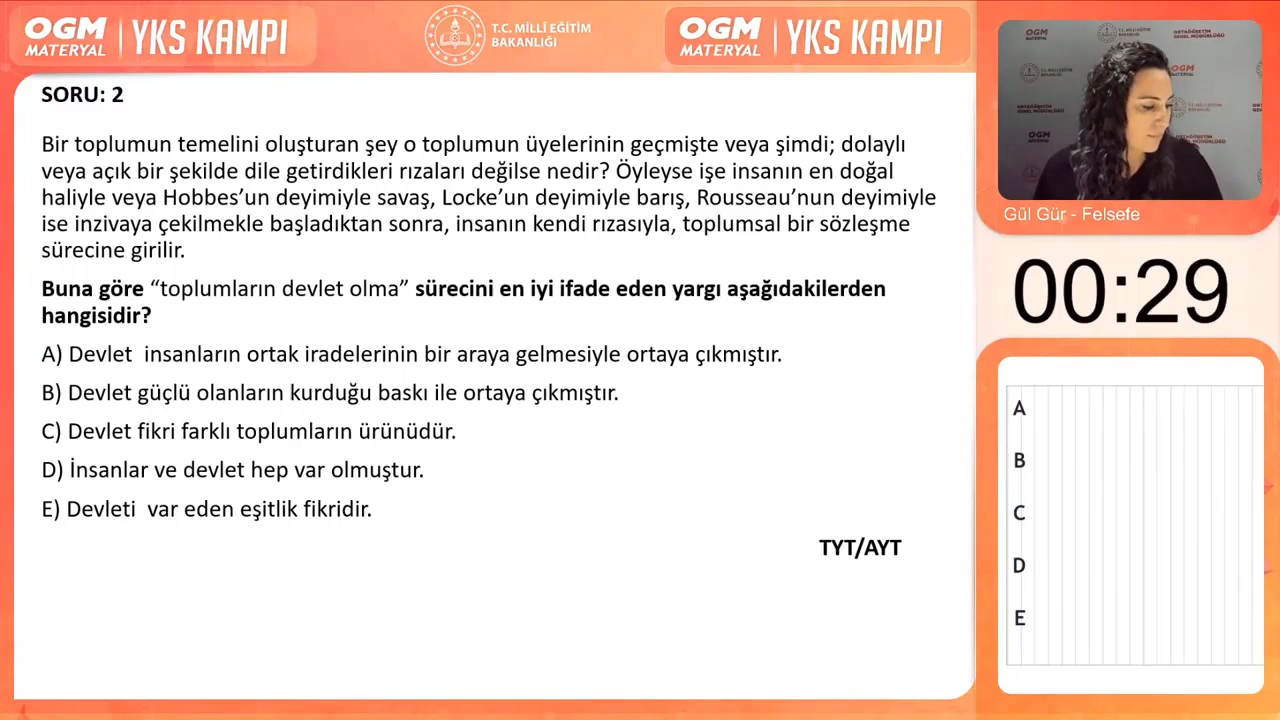 OGM MATERYAL | YKS KAMPI
T.C. MİLLÎ EĞİTİM BAKANLIĞI
OGM MATERYAL | YKS KAMPI
SORU: 2
Bir toplumun temelini oluşturan şey o toplumun üyelerinin geçmişte veya şimdi; dolaylı
veya açık bir şekilde dile getirdikleri rızaları değilse nedir? Öyleyse işe insanın en doğal
haliyle veya Hobbes’un deyimiyle savaş, Locke’un deyimiyle barış, Rousseau’nun deyimiyle
ise inzivaya çekilmekle başladıktan sonra, insanın kendi rızasıyla, toplumsal bir sözleşme
sürecine girilir.
Buna göre “toplumların devlet olma” sürecini en iyi ifade eden yargı aşağıdakilerden
hangisidir?
A) Devlet  insanların ortak iradelerinin bir araya gelmesiyle ortaya çıkmıştır.
B) Devlet güçlü olanların kurduğu baskı ile ortaya çıkmıştır.
C) Devlet fikri farklı toplumların ürünüdür.
D) İnsanlar ve devlet hep var olmuştur.
E) Devleti  var eden eşitlik fikridir.
TYT/AYT
OGM MATERYAL
Gül Gür - Felsefe
00:29
A
B
C
D
E